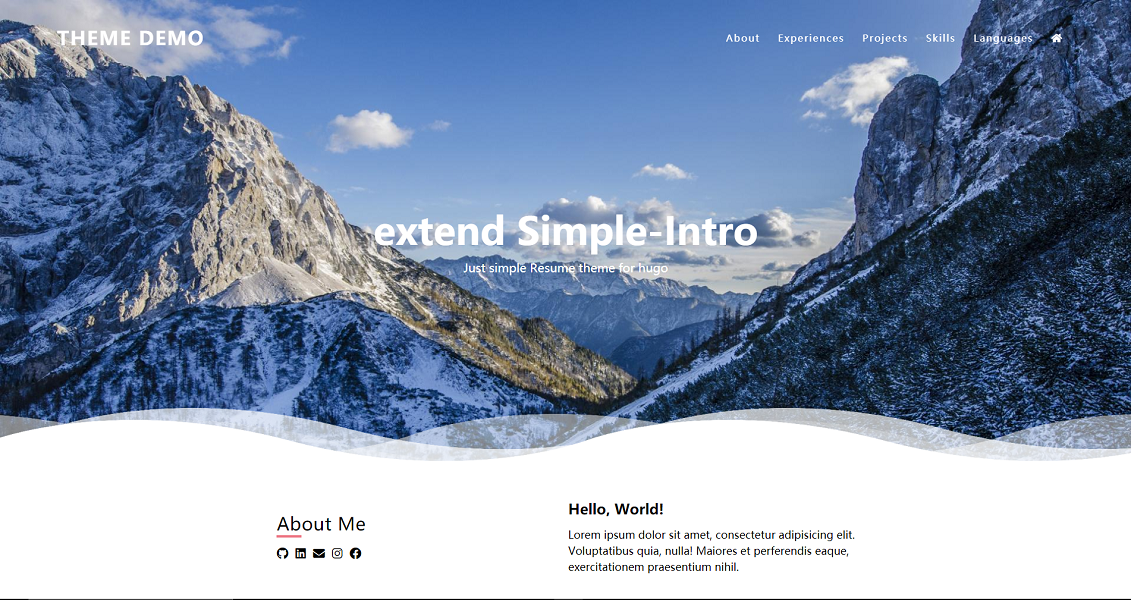 THEME DEMO
About Experiences Projects Skills Languages
extend Simple-Intro
Just simple Resume theme for hugo
About Me
Hello, World!
Lorem ipsum dolor sit amet, consectetur adipisicing elit.
Voluptatibus quia, nulla! Maiores et perferendis eaque,
exercitationem praesentium nihil.